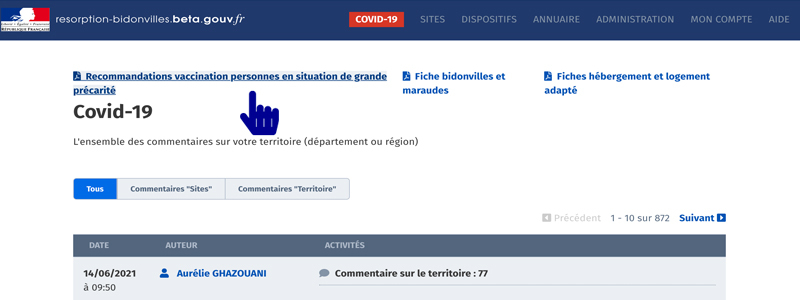 Liberté • Égalité • Fraternité
RÉPUBLIQUE FRANÇAISE
resorption-bidonvilles.beta.gouv.fr
COVID-19 SITES DISPOSITIFS ANNUAIRE ADMINISTRATION MON COMPTE AIDE
Recommandations vaccination personnes en situation de grande
précarité
Fiche bidonvilles et
maraudes
Fiches hébergement et logement
adapté
Covid-19
L'ensemble des commentaires sur votre territoire (département ou région)
Tous Commentaires "Sites" Commentaires "Territoire"
Précédent 1 - 10 sur 872 Suivant
DATE AUTEUR ACTIVITÉS
14/06/2021 Aurélie GHAZOUANI Commentaire sur le territoire : 77
à 09:50